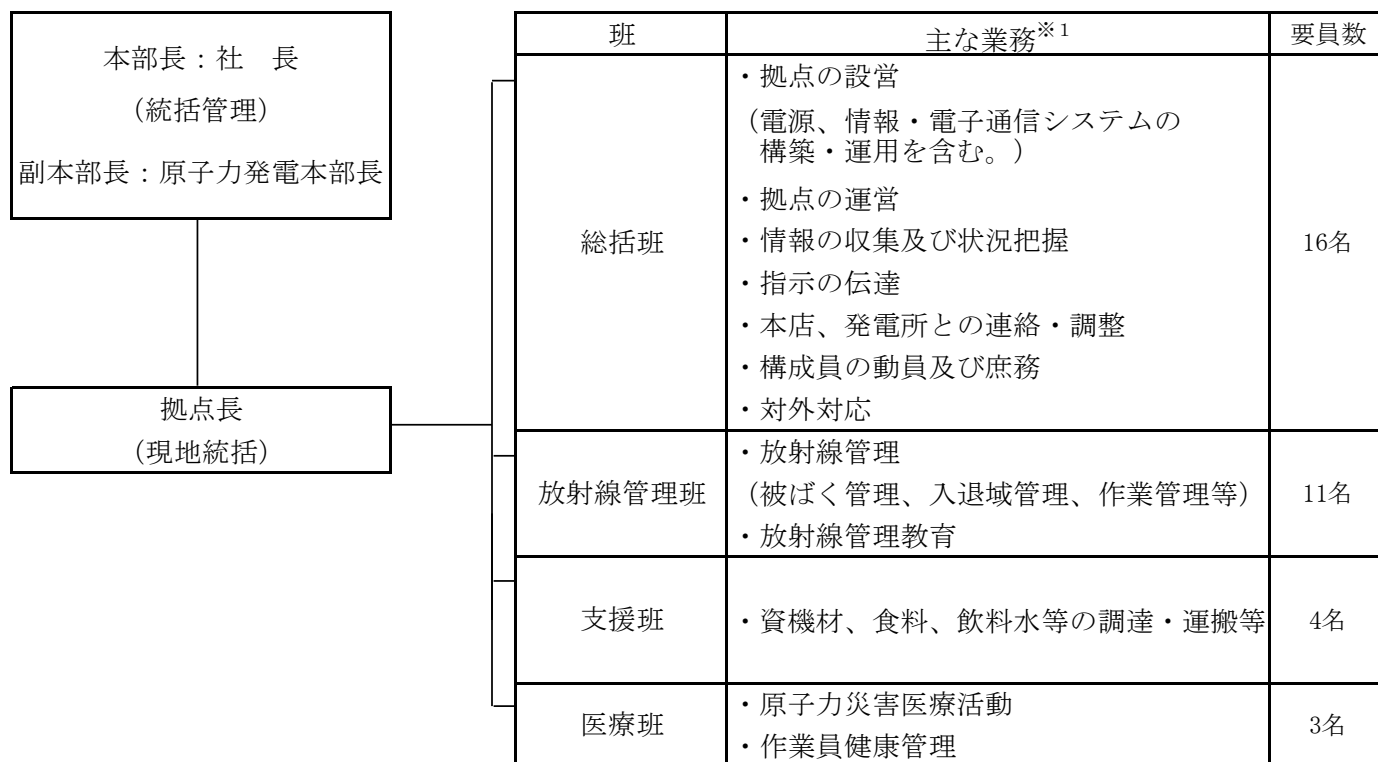 本部長：社　長
（統括管理）
副本部長：原子力発電本部長
拠点長
（現地統括）
班
主な業務※１
要員数
総括班
・拠点の設営
（電源、情報・電子通信システムの
構築・運用を含む。）
・拠点の運営
・情報の収集及び状況把握
・指示の伝達
・本店、発電所との連絡・調整
・構成員の動員及び庶務
・対外対応
16名
放射線管理班
・放射線管理
（被ばく管理、入退域管理、作業管理等）
・放射線管理教育
11名
支援班
・資機材、食料、飲料水等の調達・運搬等
4名
医療班
・原子力災害医療活動
・作業員健康管理
3名